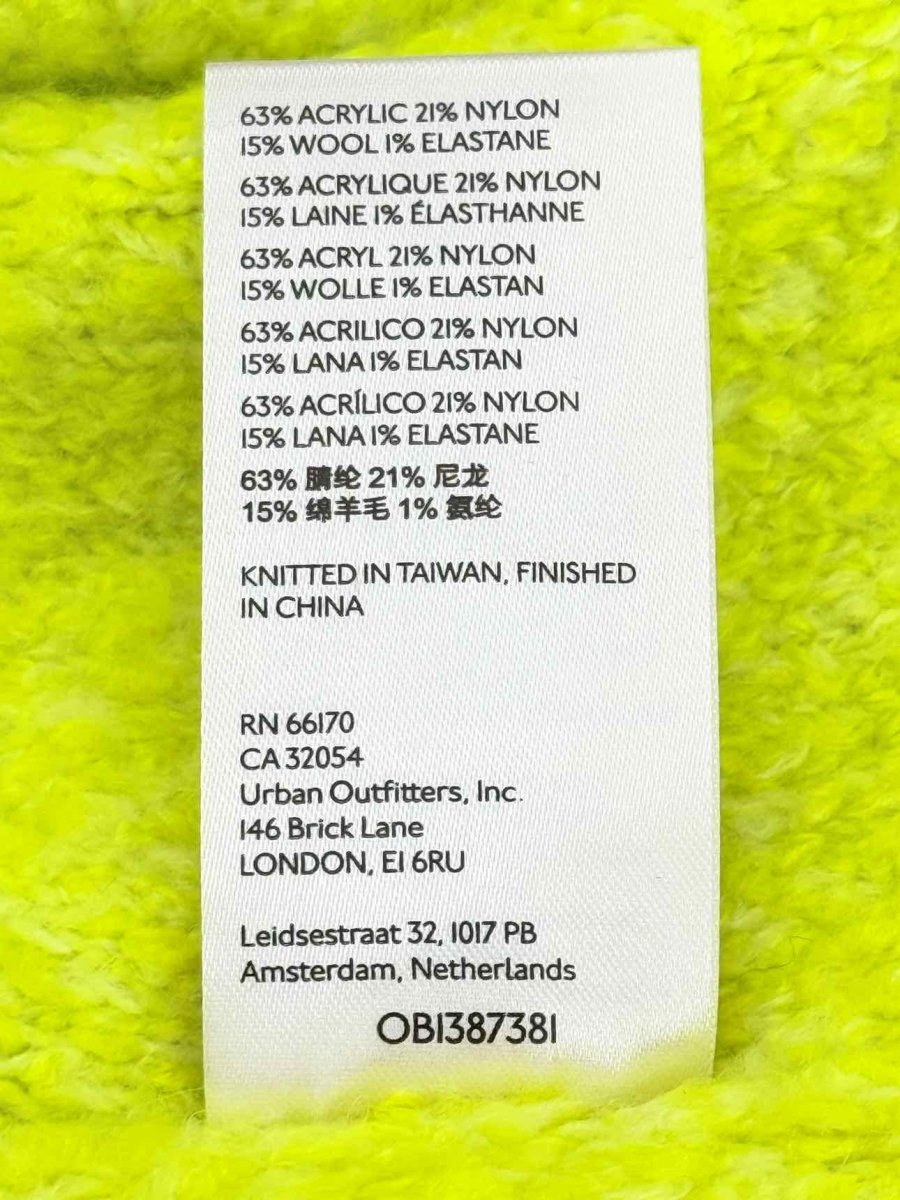 63% ACRYLIC 21% NYLON
15% WOOL 1% ELASTANE
63% ACRYLIQUE 21% NYLON
15% LAINE 1% ÉLASTHANNE
63% ACRYL 21% NYLON
15% WOLLE 1% ELASTAN
63% ACRILICO 21% NYLON
15% LANA 1% ELASTAN
63% ACRÍLICO 21% NYLON
15% LANA 1% ELASTANE
63% 腈纶 21% 尼龙
15% 绵羊毛 1% 氨纶
KNITTED IN TAIWAN, FINISHED
IN CHINA
RN 66170
CA 32054
Urban Outfitters, Inc.
146 Brick Lane
LONDON, E1 6RU
Leidsestraat 32, 1017 PB
Amsterdam, Netherlands
OB1387381